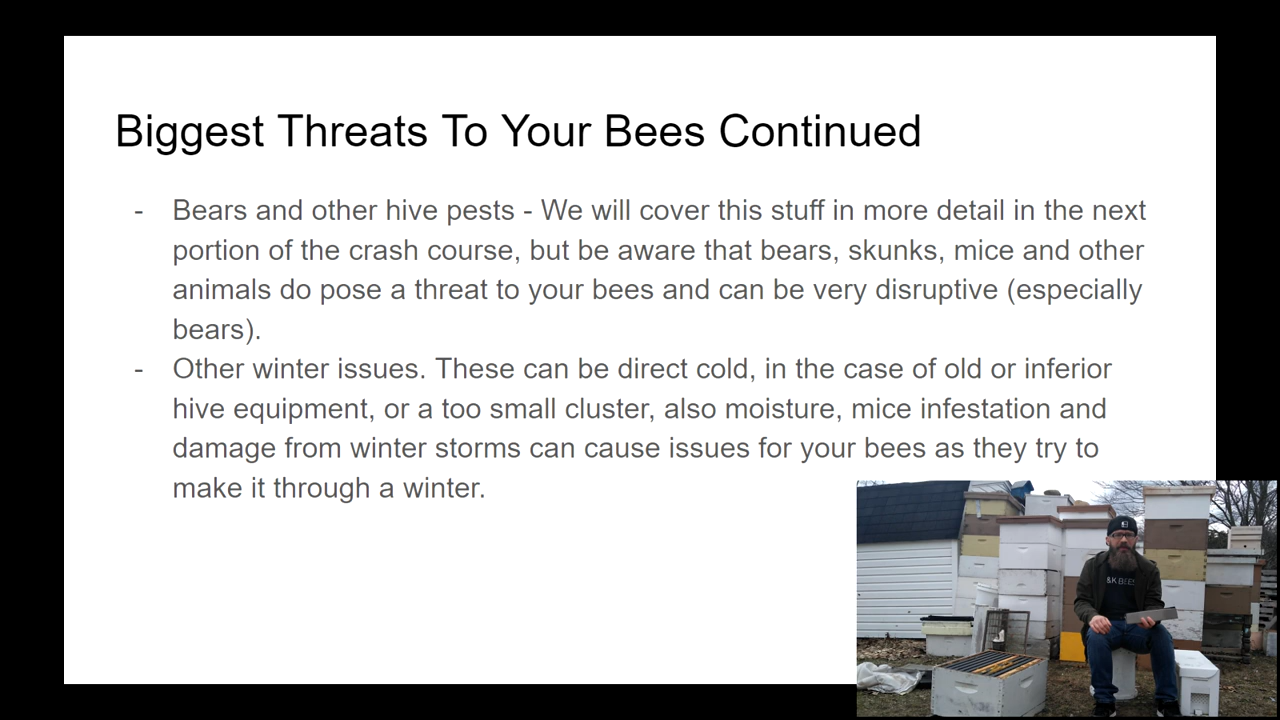 Biggest Threats To Your Bees Continued
- Bears and other hive pests - We will cover this stuff in more detail in the next
portion of the crash course, but be aware that bears, skunks, mice and other
animals do pose a threat to your bees and can be very disruptive (especially
bears).
- Other winter issues. These can be direct cold, in the case of old or inferior
hive equipment, or a too small cluster, also moisture, mice infestation and
damage from winter storms can cause issues for your bees as they try to
make it through a winter.
&K BEES